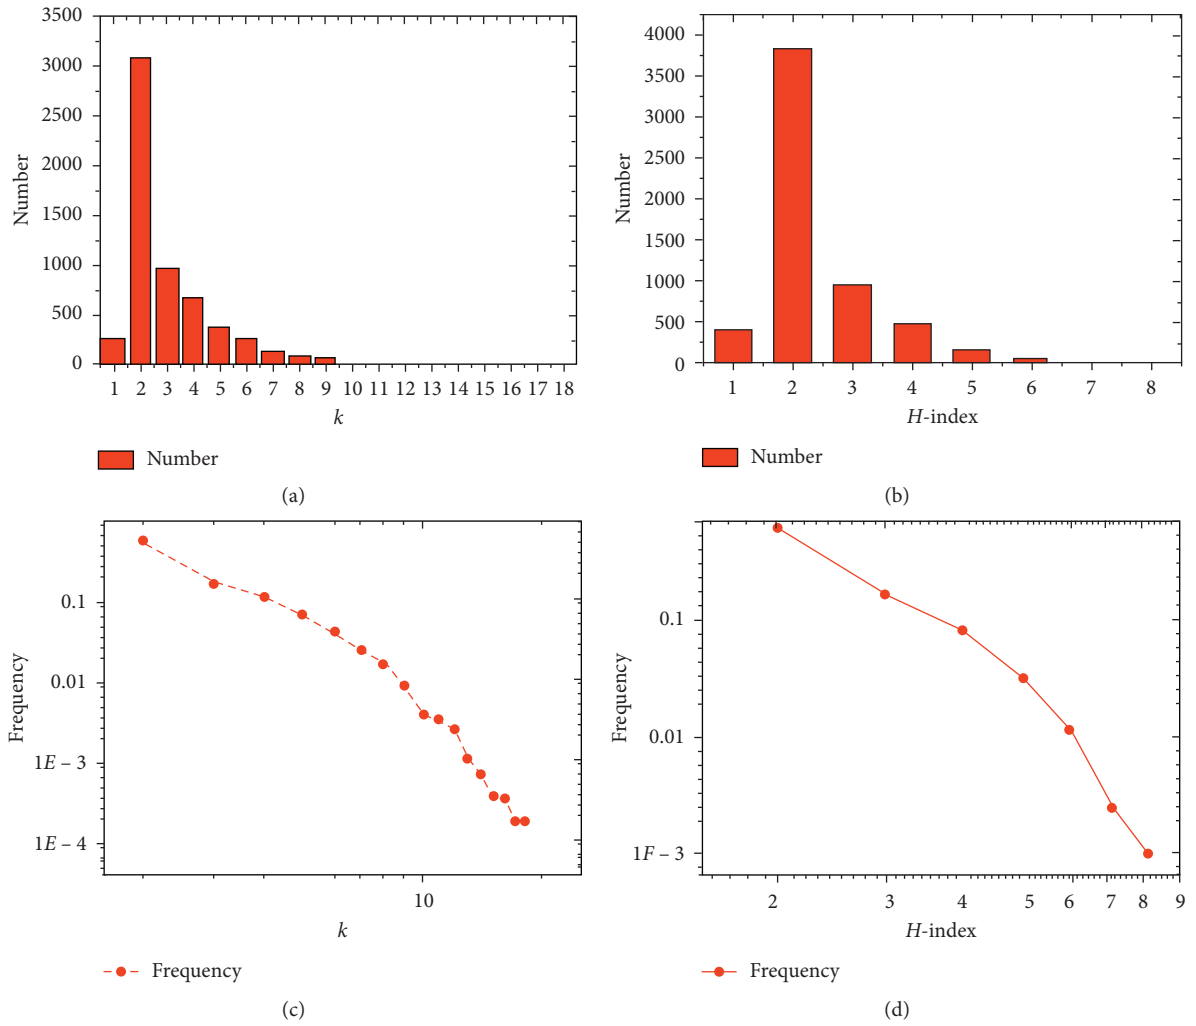 3500
3000
2500
2000
1500
1000
500
0
Number
1 2 3 4 5 6 7 8 9 10 11 12 13 14 15 16 17 18
k
Number
(a)
4000
3500
3000
2500
2000
1500
1000
500
0
Number
1 2 3 4 5 6 7 8
H-index
Number
(b)
0.1
0.01
1E – 3
1E – 4
Frequency
10
k
Frequency
(c)
0.1
0.01
1F – 3
Frequency
2 3 4 5 6 7 8 9
H-index
Frequency
(d)